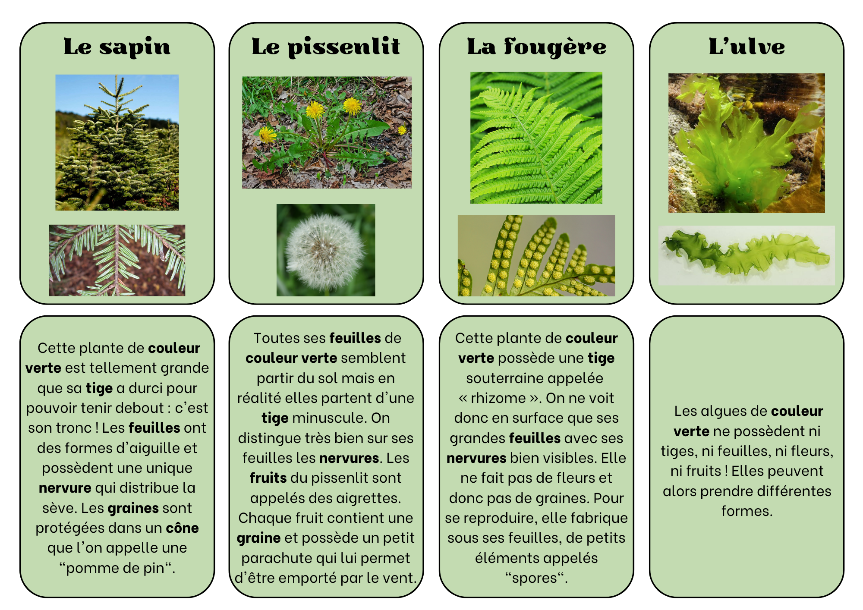 Le sapin
Le pissenlit
La fougère
L'ulve
Cette plante de couleur
verte est tellement grande
que sa tige a durci pour
pouvoir tenir debout : c'est
son tronc ! Les feuilles ont
des formes d'aiguille et
possèdent une unique
nervure qui distribue la
sève. Les graines sont
protégées dans un cône
que l'on appelle une
"pomme de pin".
Toutes ses feuilles de
couleur verte semblent
partir du sol mais en
réalité elles partent d'une
tige minuscule. On
distingue très bien sur ses
feuilles les nervures. Les
fruits du pissenlit sont
appelés des aigrettes.
Chaque fruit contient une
graine et possède un petit
parachute qui lui permet
d'être emporté par le vent.
Cette plante de couleur
verte possède une tige
souterraine appelée
« rhizome ». On ne voit
donc en surface que ses
grandes feuilles avec ses
nervures bien visibles. Elle
ne fait pas de fleurs et
donc pas de graines. Pour
se reproduire, elle fabrique
sous ses feuilles, de petits
éléments appelés
"spores".
Les algues de couleur
verte ne possèdent ni
tiges, ni feuilles, ni fleurs,
ni fruits ! Elles peuvent
alors prendre différentes
formes.